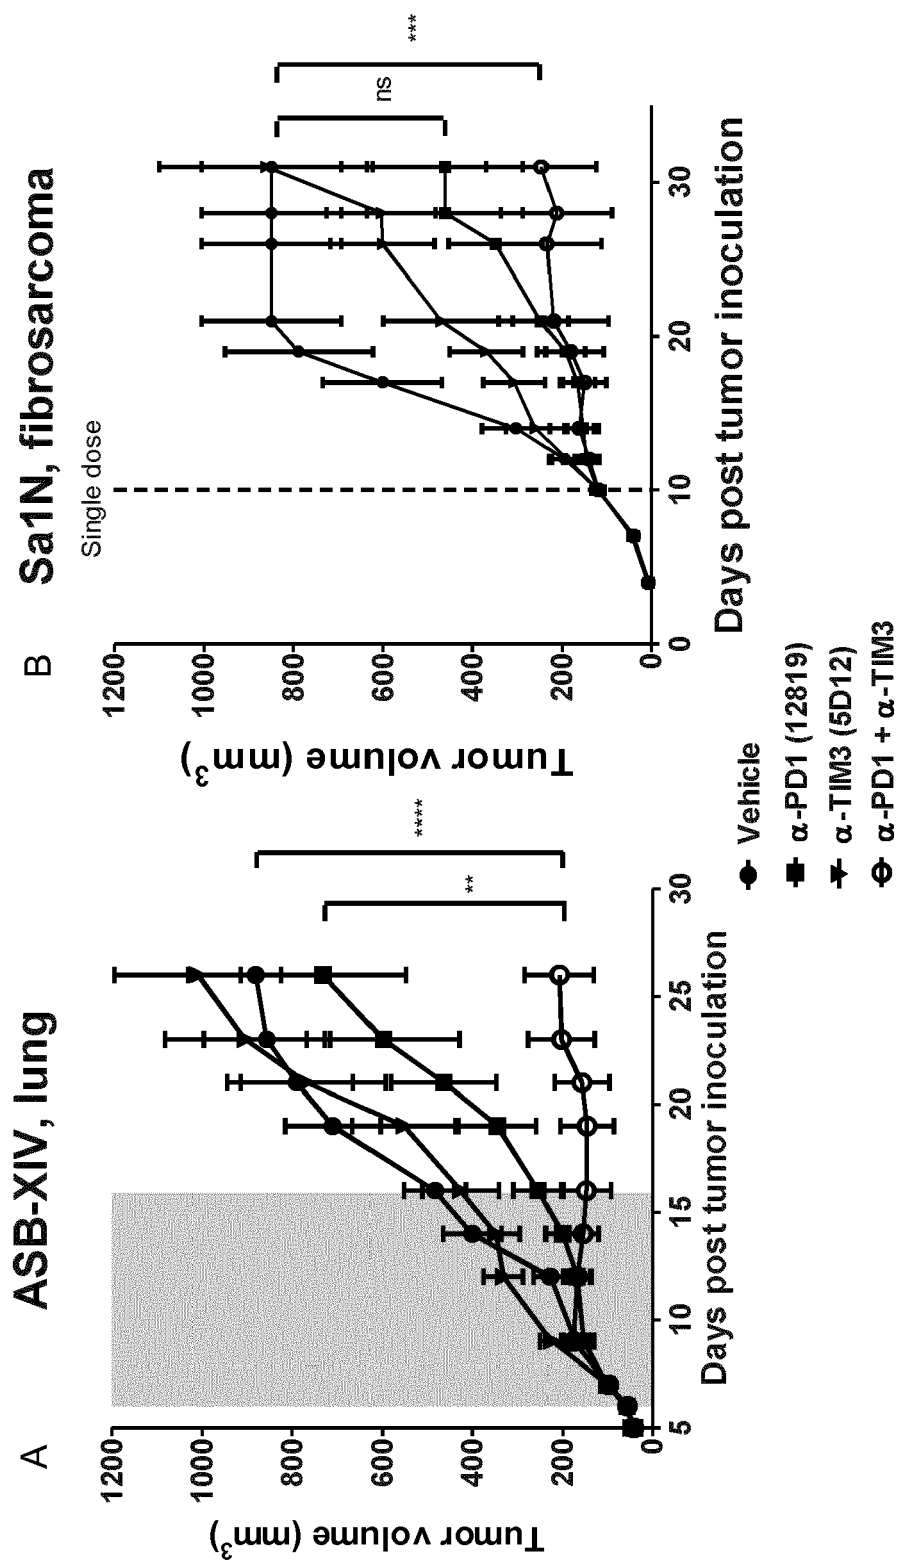 A
ASB-XIV, lung
Tumor volume (mm3)
1200
1000
800
600
400
200
0
5
10
15
20
25
30
Days post tumor inoculation
**
****
B
Sa1N, fibrosarcoma
Single dose
Tumor volume (mm3)
1200
1000
800
600
400
200
0
0
10
20
30
Days post tumor inoculation
ns
***
Vehicle
α-PD1 (12819)
α-TIM3 (5D12)
α-PD1 + α-TIM3